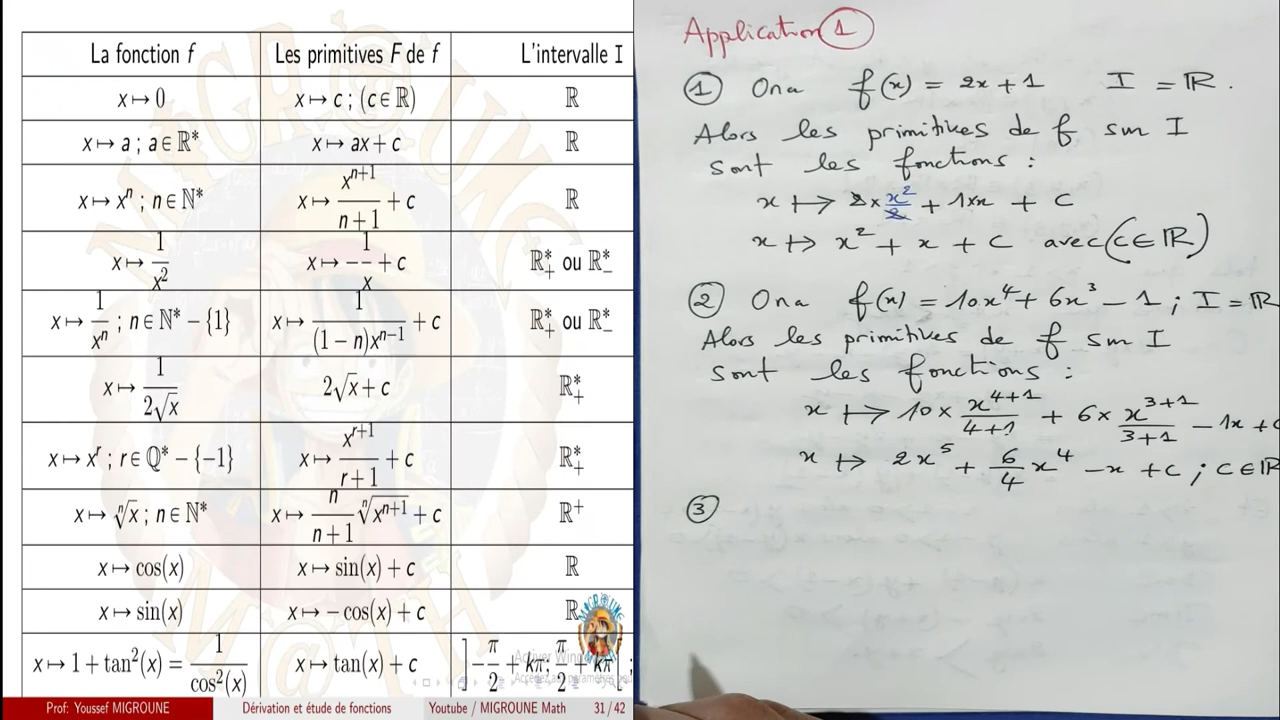 La fonction f Les primitives F de f L'intervalle I
x ↦ 0 x ↦ c ; (c ∈ ℝ) ℝ
x ↦ a ; a ∈ ℝ* x ↦ ax + c ℝ
x ↦ xⁿ ; n ∈ ℕ* x ↦ xⁿ⁺¹/(n+1) + c ℝ
x ↦ 1/x² x ↦ −1/x + c ℝ*₊ ou ℝ*₋
x ↦ 1/xⁿ ; n ∈ ℕ* − {1} x ↦ 1/((1−n)xⁿ⁻¹) + c ℝ*₊ ou ℝ*₋
x ↦ 1/(2√x) 2√x + c ℝ*₊
x ↦ xʳ ; r ∈ ℚ* − {−1} x ↦ xʳ⁺¹/(r+1) + c ℝ*₊
x ↦ ⁿ√x ; n ∈ ℕ* x ↦ n/(n+1) ⁿ√(xⁿ⁺¹) + c ℝ⁺
x ↦ cos(x) x ↦ sin(x) + c ℝ
x ↦ sin(x) x ↦ −cos(x) + c ℝ
x ↦ 1 + tan²(x) = 1/cos²(x) x ↦ tan(x) + c ]−π/2 + kπ; π/2 + kπ[ ;
Prof: Youssef MIGROUNE Dérivation et étude de fonctions Youtube / MIGROUNE Math 31 / 42
Application ①
① On a f(x) = 2x + 1 I = ℝ.
Alors les primitives de f sur I
sont les fonctions :
x ↦ 2 × x²/2 + 1×x + c
x ↦ x² + x + c avec (c ∈ ℝ)
② On a f(x) = 10x⁴ + 6x³ − 1 ; I = ℝ
Alors les primitives de f sur I
sont les fonctions :
x ↦ 10 × x⁴⁺¹/(4+1) + 6 × x³⁺¹/(3+1) − 1x + c
x ↦ 2x⁵ + 6/4 x⁴ − x + c ; c ∈ ℝ
③